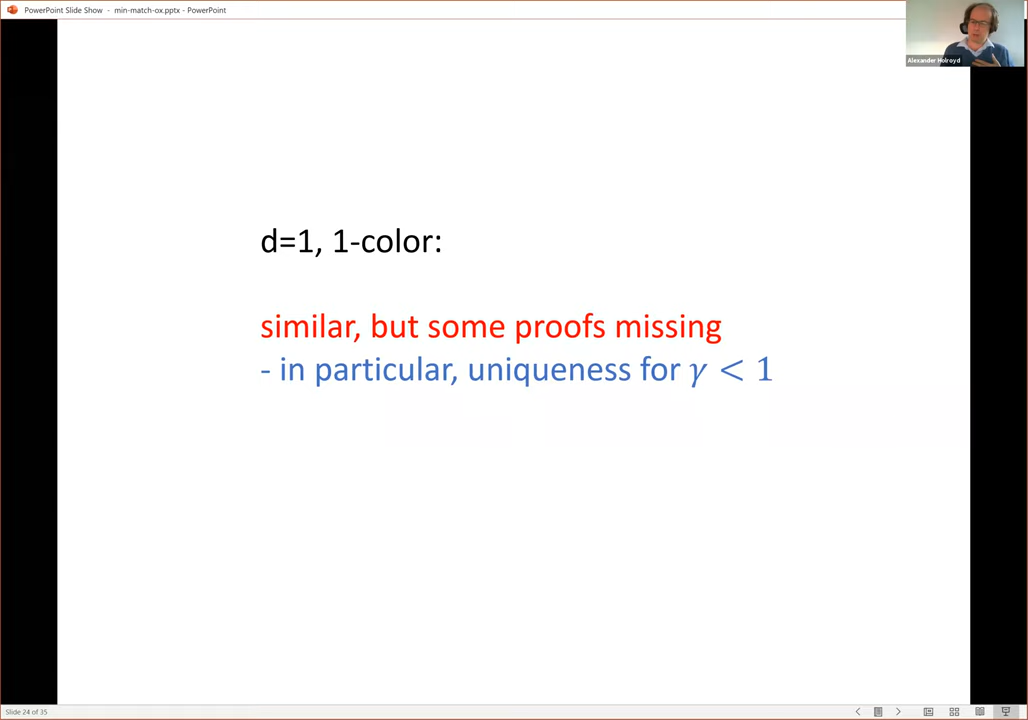 PowerPoint Slide Show - min-match-ox.pptx - PowerPoint
Alexander Holroyd
d=1, 1-color:
similar, but some proofs missing
- in particular, uniqueness for 𝛾 < 1
Slide 24 of 35